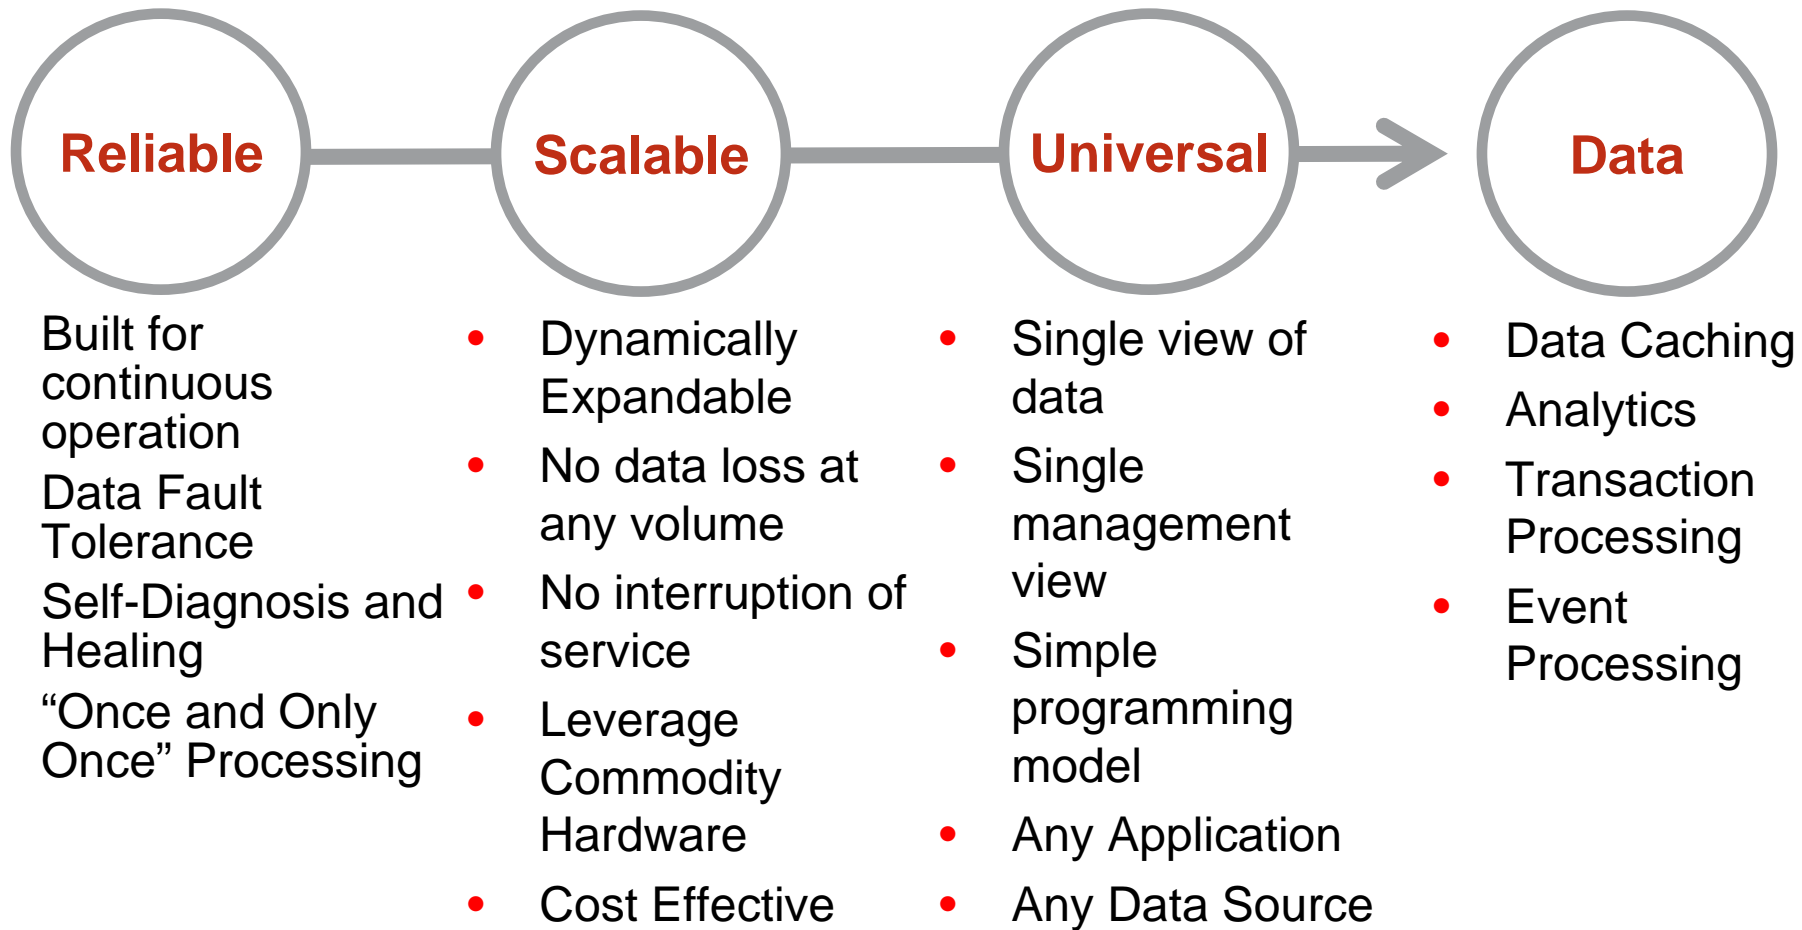 Reliable
Scalable
Universal
Data
Built for
continuous
operation
Data Fault
Tolerance
Self-Diagnosis and
Healing
“Once and Only
Once” Processing
• Dynamically
Expandable
• No data loss at
any volume
• No interruption of
service
• Leverage
Commodity
Hardware
• Cost Effective
• Single view of
data
• Single
management
view
• Simple
programming
model
• Any Application
• Any Data Source
• Data Caching
• Analytics
• Transaction
Processing
• Event
Processing